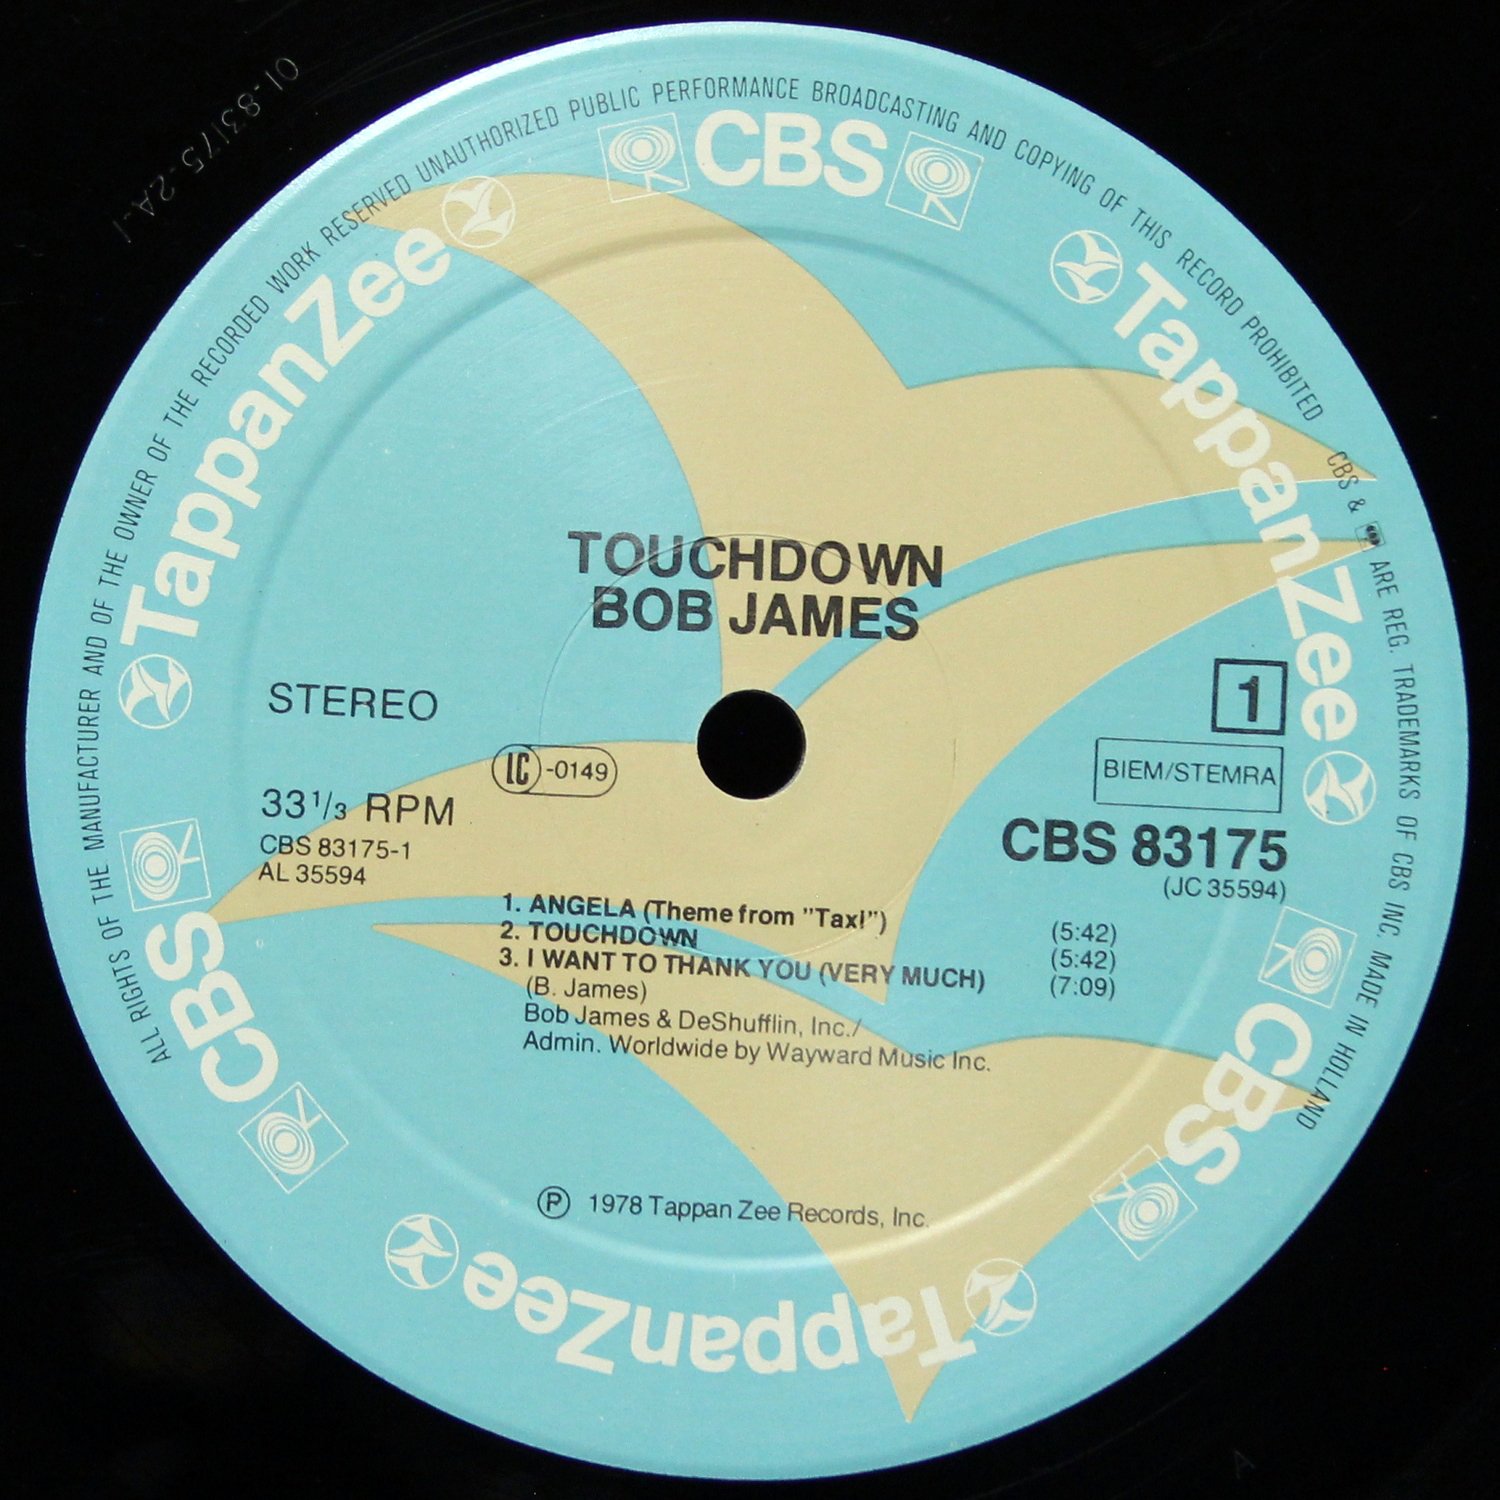 01-83175-2A-1
ALL RIGHTS OF THE MANUFACTURER AND OF THE OWNER OF THE RECORDED WORK RESERVED UNAUTHORIZED PUBLIC PERFORMANCE BROADCASTING AND COPYING OF THIS RECORD PROHIBITED
CBS & ARE REG. TRADEMARKS OF CBS INC. MADE IN HOLLAND
CBS
TappanZee
TappanZee
TOUCHDOWN
BOB JAMES
STEREO
1
LC-0149
BIEM/STEMRA
33 1/3 RPM
CBS 83175
CBS 83175-1
(JC 35594)
AL 35594
1. ANGELA (Theme from "Taxi") (5:42)
2. TOUCHDOWN (5:42)
3. I WANT TO THANK YOU (VERY MUCH) (7:09)
(B. James)
Bob James & DeShufflin, Inc./
Admin. Worldwide by Wayward Music Inc.
CBS
CBS
Ⓟ 1978 Tappan Zee Records, Inc.
TappanZee
A